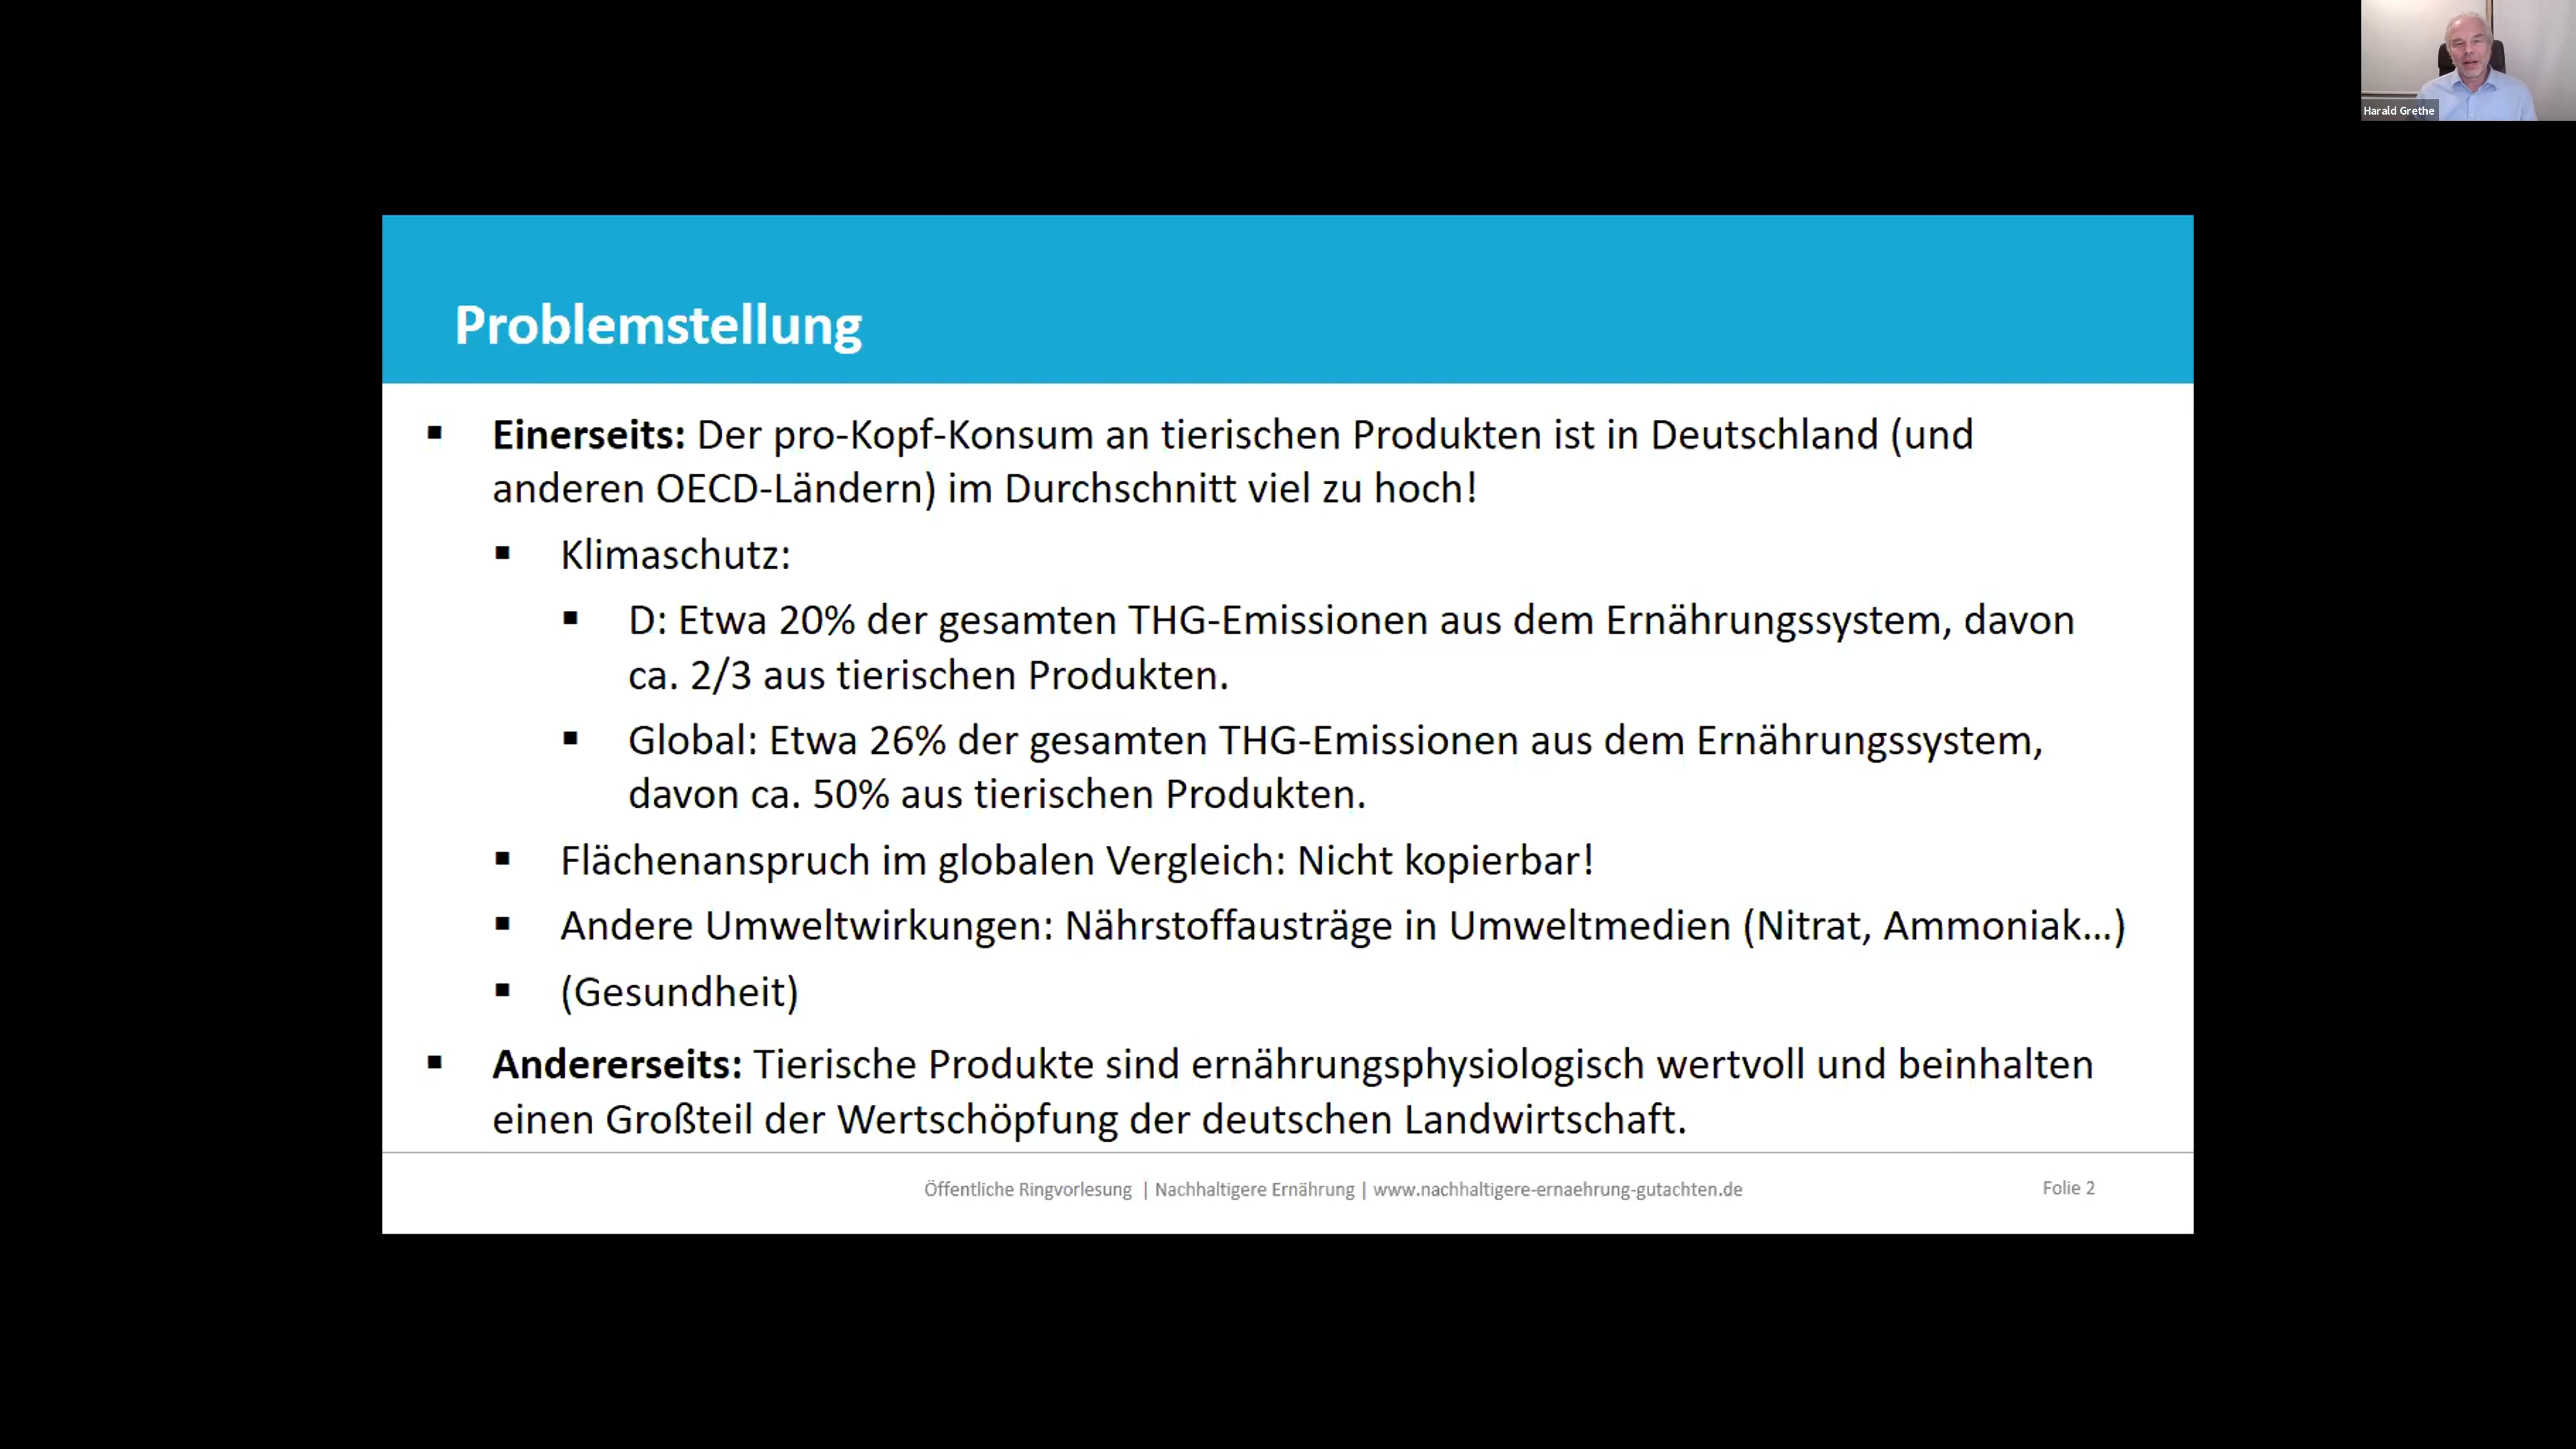 Harald Grethe
Problemstellung
▪ Einerseits: Der pro-Kopf-Konsum an tierischen Produkten ist in Deutschland (und
anderen OECD-Ländern) im Durchschnitt viel zu hoch!
▪ Klimaschutz:
▪ D: Etwa 20% der gesamten THG-Emissionen aus dem Ernährungssystem, davon
ca. 2/3 aus tierischen Produkten.
▪ Global: Etwa 26% der gesamten THG-Emissionen aus dem Ernährungssystem,
davon ca. 50% aus tierischen Produkten.
▪ Flächenanspruch im globalen Vergleich: Nicht kopierbar!
▪ Andere Umweltwirkungen: Nährstoffausträge in Umweltmedien (Nitrat, Ammoniak…)
▪ (Gesundheit)
▪ Andererseits: Tierische Produkte sind ernährungsphysiologisch wertvoll und beinhalten
einen Großteil der Wertschöpfung der deutschen Landwirtschaft.
Öffentliche Ringvorlesung | Nachhaltigere Ernährung | www.nachhaltigere-ernaehrung-gutachten.de
Folie 2